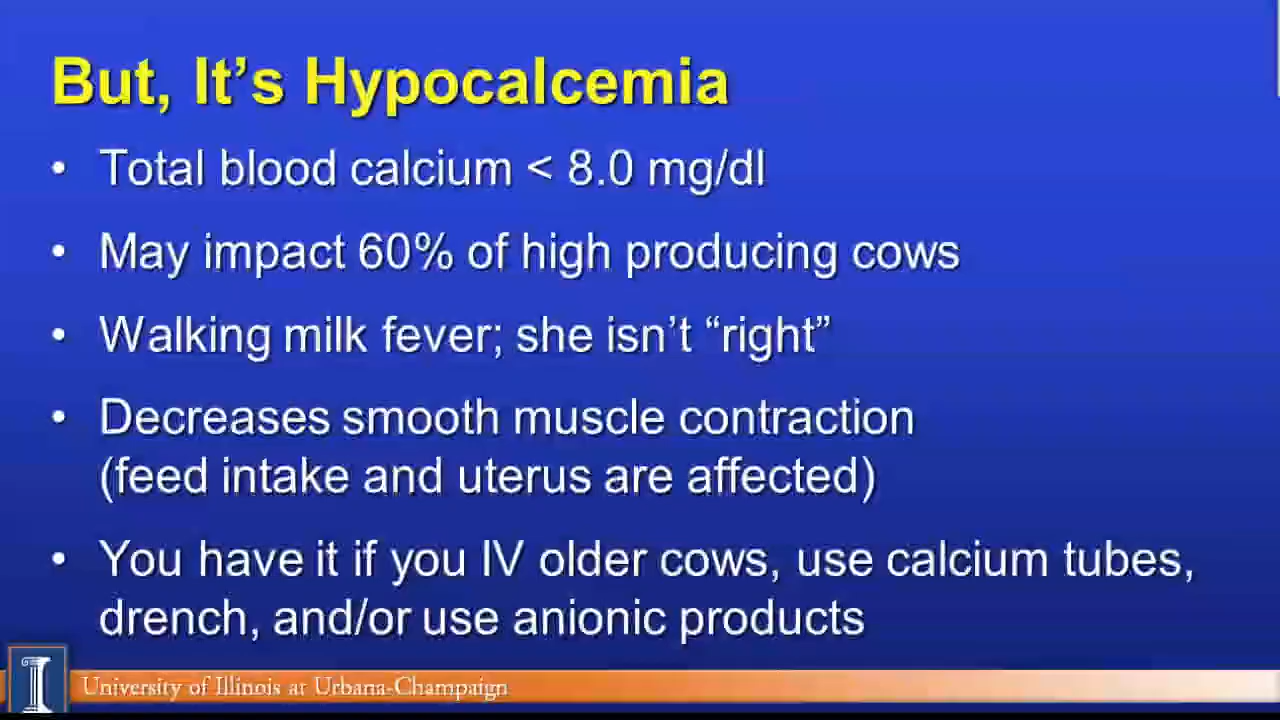 But, It’s Hypocalcemia
• Total blood calcium < 8.0 mg/dl
• May impact 60% of high producing cows
• Walking milk fever; she isn’t “right”
• Decreases smooth muscle contraction
(feed intake and uterus are affected)
• You have it if you IV older cows, use calcium tubes,
drench, and/or use anionic products
I
University of Illinois at Urbana-Champaign